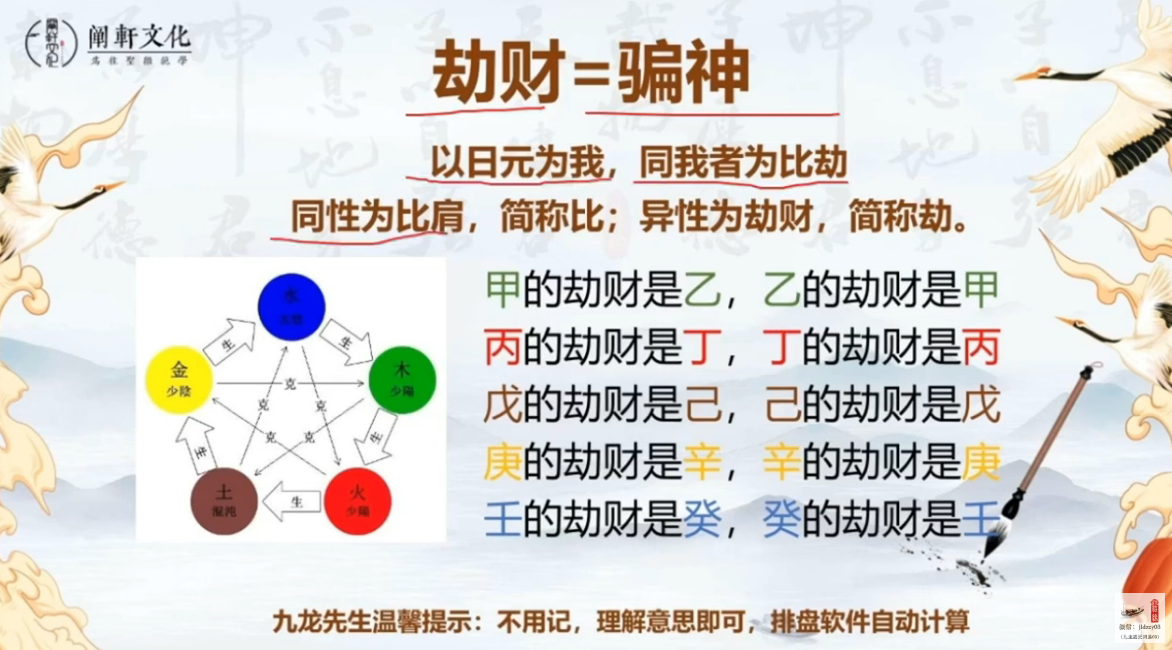 阐軒文化
為往聖繼絶學
劫财=骗神
以日元为我，同我者为比劫
同性为比肩，简称比；异性为劫财，简称劫。
水
木
少陽
火
少陽
土
混沌
金
少陰
生
生
生
生
生
克
克
克
克
克
甲的劫财是乙，乙的劫财是甲
丙的劫财是丁，丁的劫财是丙
戊的劫财是己，己的劫财是戊
庚的劫财是辛，辛的劫财是庚
壬的劫财是癸，癸的劫财是壬
九龙先生温馨提示：不用记，理解意思即可，排盘软件自动计算